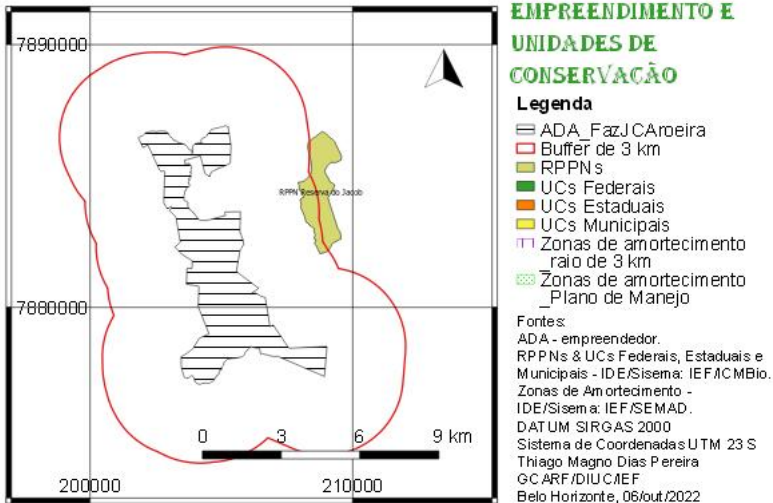 EMPREENDIMENTO E
UNIDADES DE
CONSERVAÇÃO
Legenda
ADA_FazJCAroeira
Buffer de 3 km
RPPNs
UCs Federais
UCs Estaduais
UCs Municipais
Zonas de amortecimento
_raio de 3 km
Zonas de amortecimento
_Plano de Manejo
Fontes:
ADA - empreendedor.
RPPNs & UCs Federais, Estaduais e
Municipais - IDE/Sisema: IEF/ICMBio.
Zonas de Amortecimento -
IDE/Sisema: IEF/SEMAD.
DATUM SIRGAS 2000
Sistema de Coordenadas UTM 23 S
Thiago Magno Dias Pereira
GCARF/DIUC/IEF
Belo Horizonte, 06/out/2022
7890000
RPPN Reserva do Jacob
7880000
0 3 6 9 km
200000 210000